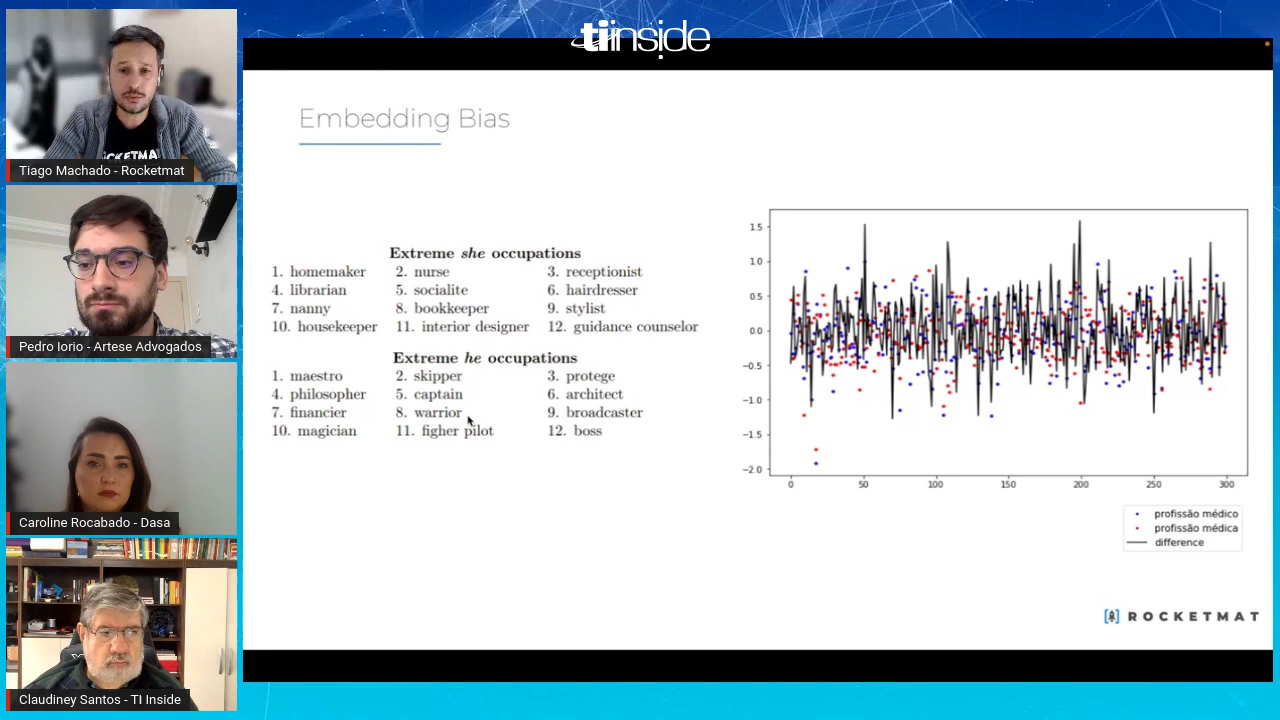 tiinside
OCKETMA
Tiago Machado - Rocketmat
Pedro Iorio - Artese Advogados
Caroline Rocabado - Dasa
Claudiney Santos - TI Inside
Embedding Bias
Extreme she occupations
1. homemaker 2. nurse 3. receptionist
4. librarian 5. socialite 6. hairdresser
7. nanny 8. bookkeeper 9. stylist
10. housekeeper 11. interior designer 12. guidance counselor
Extreme he occupations
1. maestro 2. skipper 3. protege
4. philosopher 5. captain 6. architect
7. financier 8. warrior 9. broadcaster
10. magician 11. figher pilot 12. boss
1.5
1.0
0.5
0.0
−0.5
−1.0
−1.5
−2.0
0 50 100 150 200 250 300
profissão médico
profissão médica
difference
ROCKETMAT